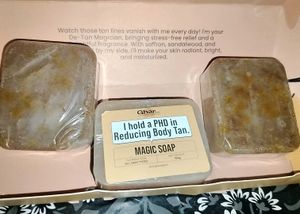 Watch those tan lines vanish with me every day! I'm your
De-Tan Magician, bringing stress-free relief and a
ful fragrance. With saffron, sandalwood, and
by my side, I'll make your skin radiant, bright,
and moisturized.
I hold a PHD in
Reducing Body Tan.
MAGIC SOAP